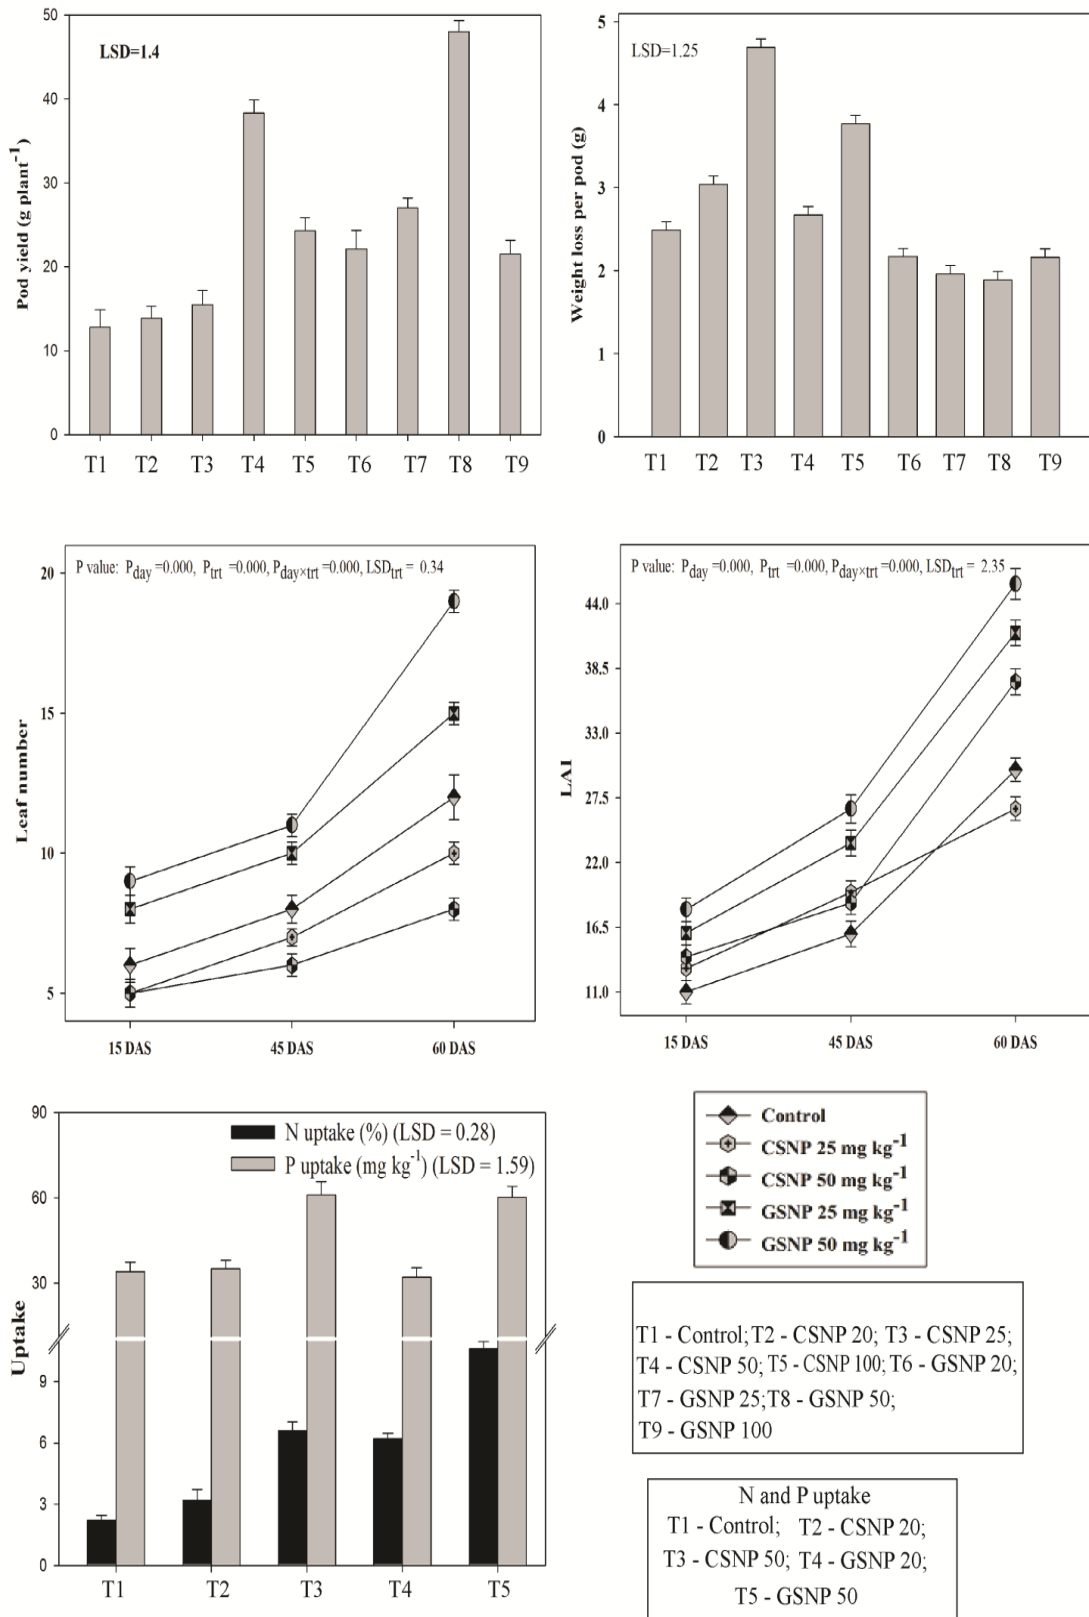 LSD=1.4
Pod yield (g plant-1)
50
40
30
20
10
0
T1 T2 T3 T4 T5 T6 T7 T8 T9
LSD=1.25
Weight loss per pod (g)
5
4
3
2
1
0
T1 T2 T3 T4 T5 T6 T7 T8 T9
P value: Pday =0.000, Ptrt =0.000, Pday×trt =0.000, LSDtrt = 0.34
Leaf number
20
15
10
5
15 DAS 45 DAS 60 DAS
P value: Pday =0.000, Ptrt =0.000, Pday×trt =0.000, LSDtrt = 2.35
LAI
44.0
38.5
33.0
27.5
22.0
16.5
11.0
15 DAS 45 DAS 60 DAS
N uptake (%) (LSD = 0.28)
P uptake (mg kg-1) (LSD = 1.59)
Uptake
90
60
30
9
6
3
0
T1 T2 T3 T4 T5
Control
CSNP 25 mg kg-1
CSNP 50 mg kg-1
GSNP 25 mg kg-1
GSNP 50 mg kg-1
T1 - Control; T2 - CSNP 20; T3 - CSNP 25;
T4 - CSNP 50; T5 - CSNP 100; T6 - GSNP 20;
T7 - GSNP 25; T8 - GSNP 50;
T9 - GSNP 100
N and P uptake
T1 - Control; T2 - CSNP 20;
T3 - CSNP 50; T4 - GSNP 20;
T5 - GSNP 50